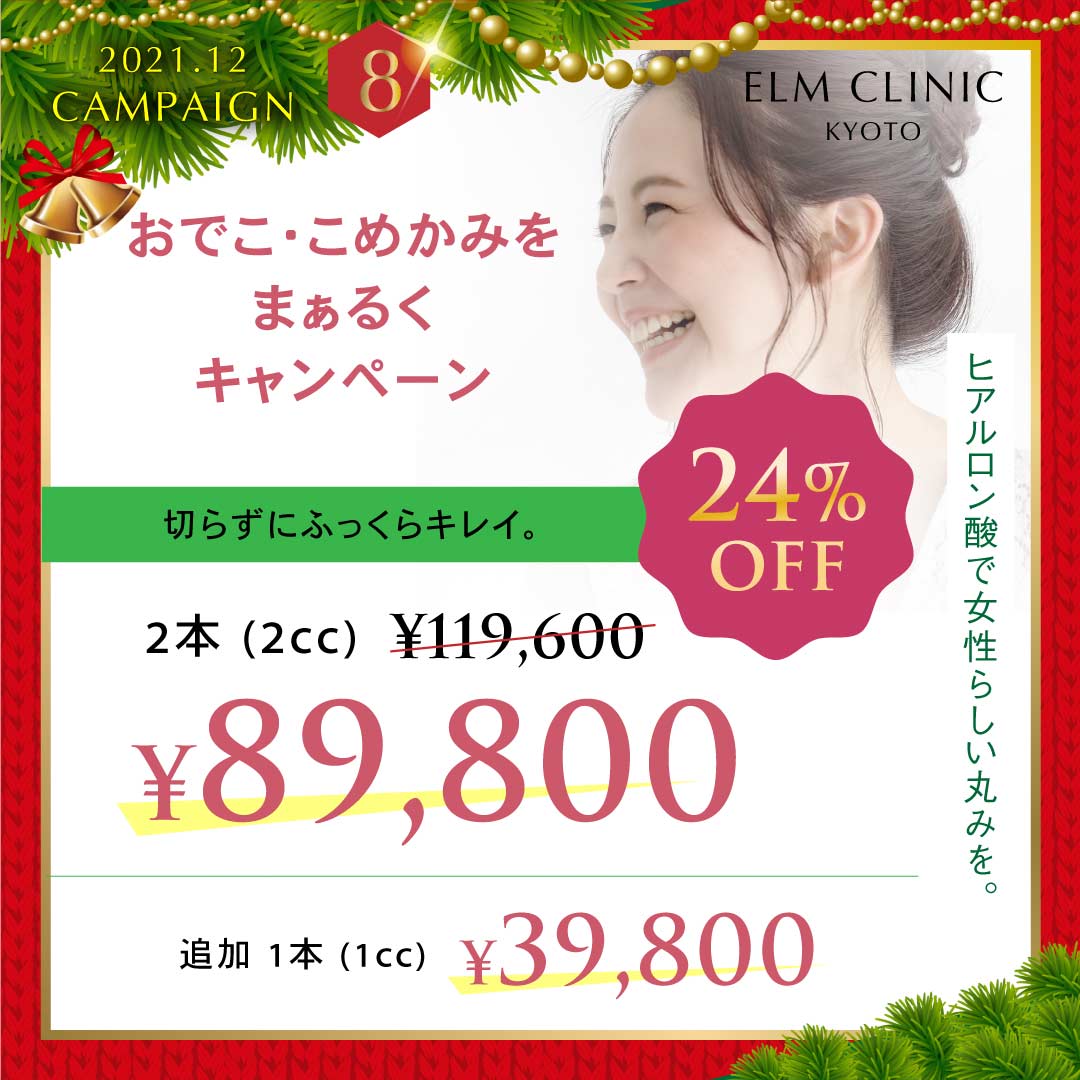 2021.12
CAMPAIGN
8
ELM CLINIC
KYOTO
おでこ・こめかみを
まぁるく
キャンペーン
ヒアルロン酸で女性らしい丸みを。
24%
OFF
切らずにふっくらキレイ。
2本 (2cc) ¥119,600
¥89,800
追加 1本 (1cc) ¥39,800